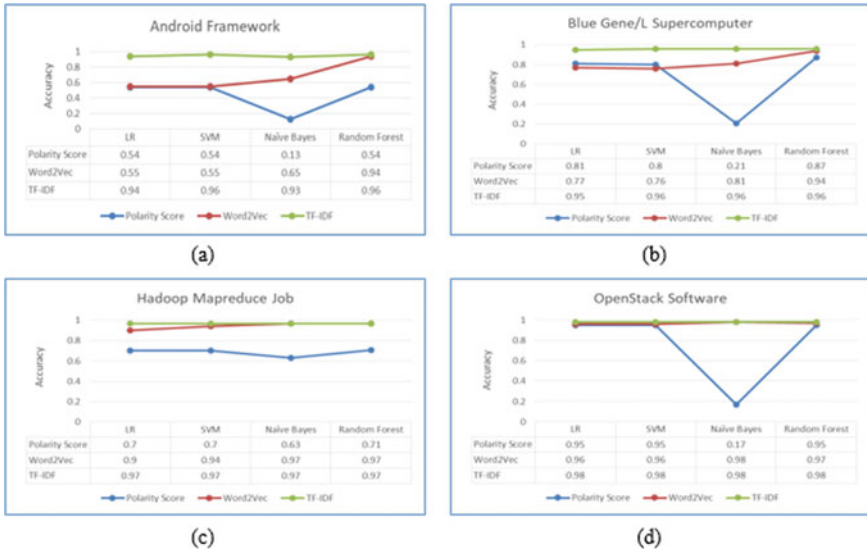 Android Framework
Accuracy
1
0.8
0.6
0.4
0.2
0
LR SVM Naïve Bayes Random Forest
Polarity Score 0.54 0.54 0.13 0.54
Word2Vec 0.55 0.55 0.65 0.94
TF-IDF 0.94 0.96 0.93 0.96
Polarity Score Word2Vec TF-IDF
(a)
Blue Gene/L Supercomputer
Accuracy
1
0.8
0.6
0.4
0.2
0
LR SVM Naïve Bayes Random Forest
Polarity Score 0.81 0.8 0.21 0.87
Word2Vec 0.77 0.76 0.81 0.94
TF-IDF 0.95 0.96 0.96 0.96
Polarity Score Word2Vec TF-IDF
(b)
Hadoop Mapreduce Job
Accuracy
1
0.8
0.6
0.4
0.2
0
LR SVM Naïve Bayes Random Forest
Polarity Score 0.7 0.7 0.63 0.71
Word2Vec 0.9 0.94 0.97 0.97
TF-IDF 0.97 0.97 0.97 0.97
Polarity Score Word2Vec TF-IDF
(c)
OpenStack Software
Accuracy
1
0.8
0.6
0.4
0.2
0
LR SVM Naïve Bayes Random Forest
Polarity Score 0.95 0.95 0.17 0.95
Word2Vec 0.96 0.96 0.98 0.97
TF-IDF 0.98 0.98 0.98 0.98
Polarity Score Word2Vec TF-IDF
(d)